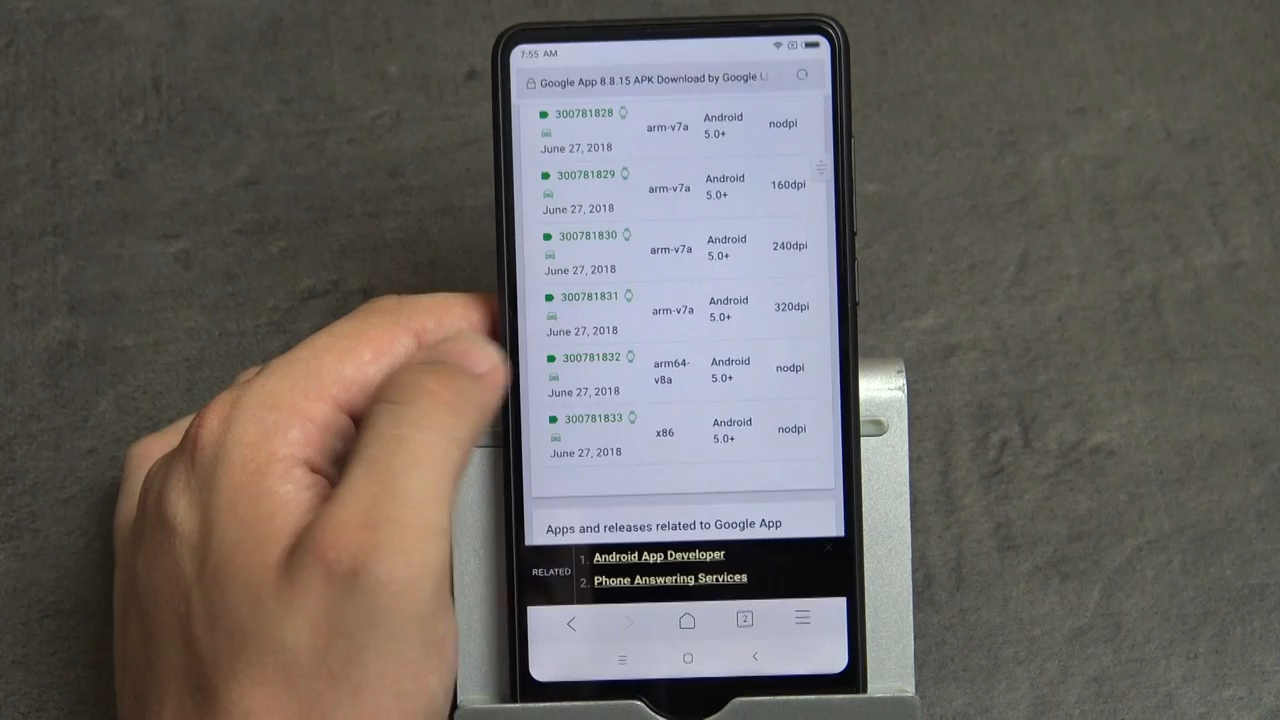 7:55 AM
Google App 8.8.15 APK Download by Google
300781828
arm-v7a
Android 5.0+
nodpi
June 27, 2018
300781829
arm-v7a
Android 5.0+
160dpi
June 27, 2018
300781830
arm-v7a
Android 5.0+
240dpi
June 27, 2018
300781831
arm-v7a
Android 5.0+
320dpi
June 27, 2018
300781832
arm64-v8a
Android 5.0+
nodpi
June 27, 2018
300781833
x86
Android 5.0+
nodpi
June 27, 2018
Apps and releases related to Google App
RELATED
1. Android App Developer
2. Phone Answering Services
2